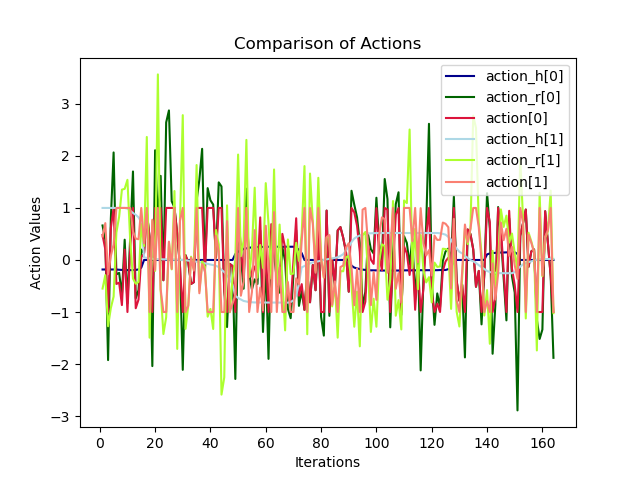 Comparison of Actions
action_h[0]
action_r[0]
action[0]
action_h[1]
action_r[1]
action[1]
Action Values
3
2
1
0
−1
−2
−3
0 20 40 60 80 100 120 140 160
Iterations